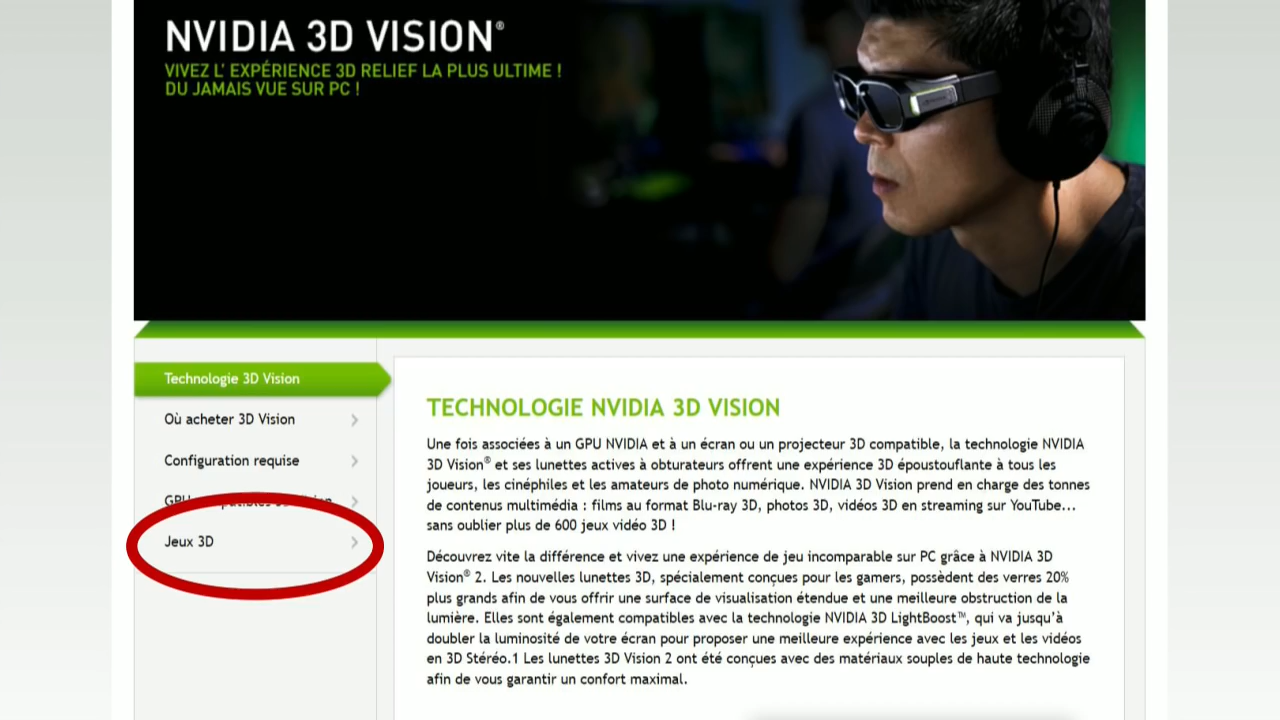 NVIDIA 3D VISION®
VIVEZ L' EXPÉRIENCE 3D RELIEF LA PLUS ULTIME !
DU JAMAIS VUE SUR PC !
Technologie 3D Vision
Où acheter 3D Vision
Configuration requise
Jeux 3D
TECHNOLOGIE NVIDIA 3D VISION
Une fois associées à un GPU NVIDIA et à un écran ou un projecteur 3D compatible, la technologie NVIDIA
3D Vision® et ses lunettes actives à obturateurs offrent une expérience 3D époustouflante à tous les
joueurs, les cinéphiles et les amateurs de photo numérique. NVIDIA 3D Vision prend en charge des tonnes
de contenus multimédia : films au format Blu-ray 3D, photos 3D, vidéos 3D en streaming sur YouTube...
sans oublier plus de 600 jeux vidéo 3D !
Découvrez vite la différence et vivez une expérience de jeu incomparable sur PC grâce à NVIDIA 3D
Vision® 2. Les nouvelles lunettes 3D, spécialement conçues pour les gamers, possèdent des verres 20%
plus grands afin de vous offrir une surface de visualisation étendue et une meilleure obstruction de la
lumière. Elles sont également compatibles avec la technologie NVIDIA 3D LightBoost™, qui va jusqu'à
doubler la luminosité de votre écran pour proposer une meilleure expérience avec les jeux et les vidéos
en 3D Stéréo.1 Les lunettes 3D Vision 2 ont été conçues avec des matériaux souples de haute technologie
afin de vous garantir un confort maximal.